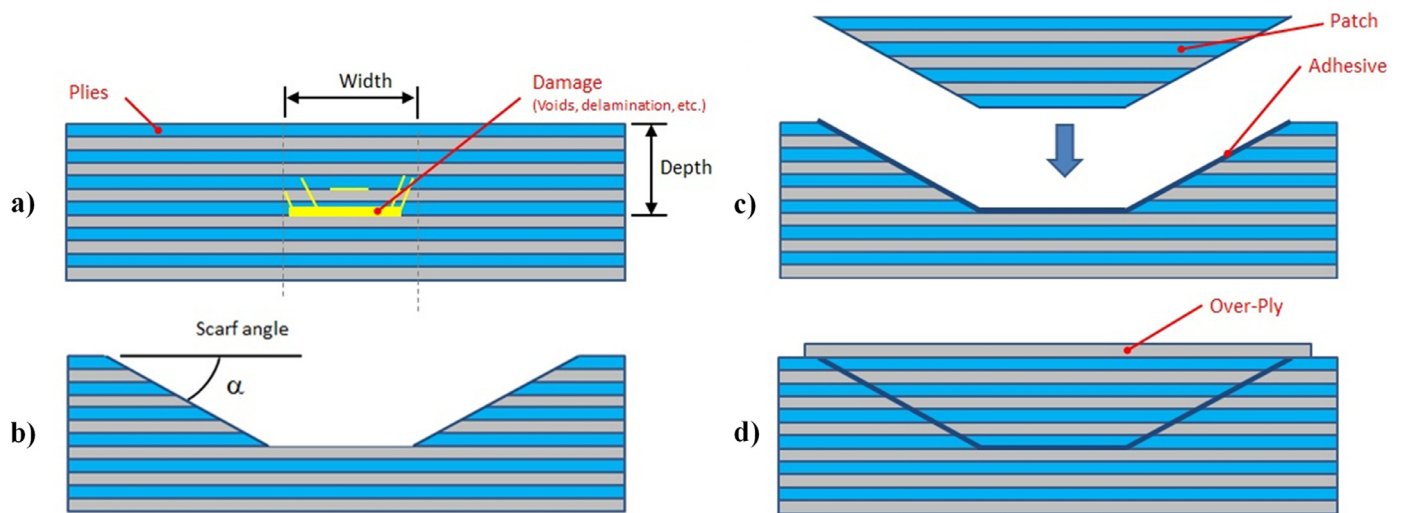 Plies
Width
Damage
(Voids, delamination, etc.)
Depth
a)
Scarf angle
α
b)
Patch
Adhesive
c)
Over-Ply
d)